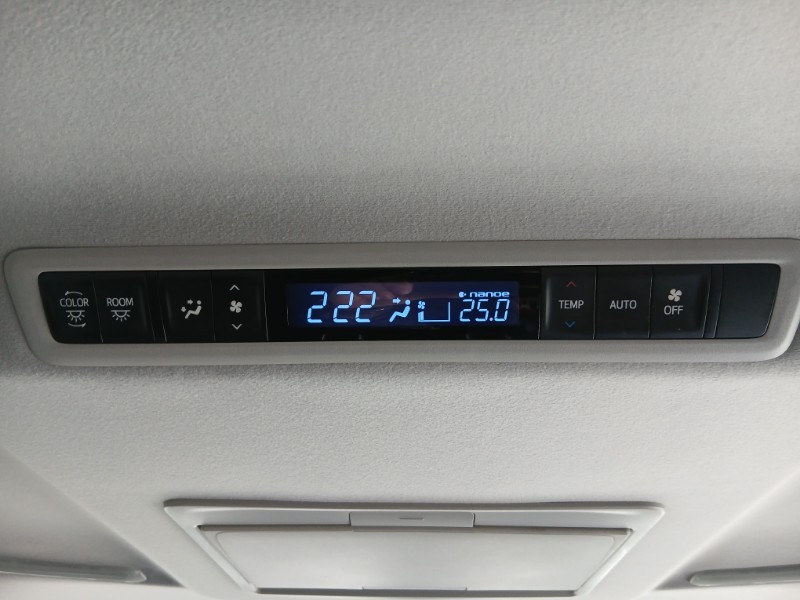 COLOR
ROOM
222
nanoe
25.0
TEMP
AUTO
OFF